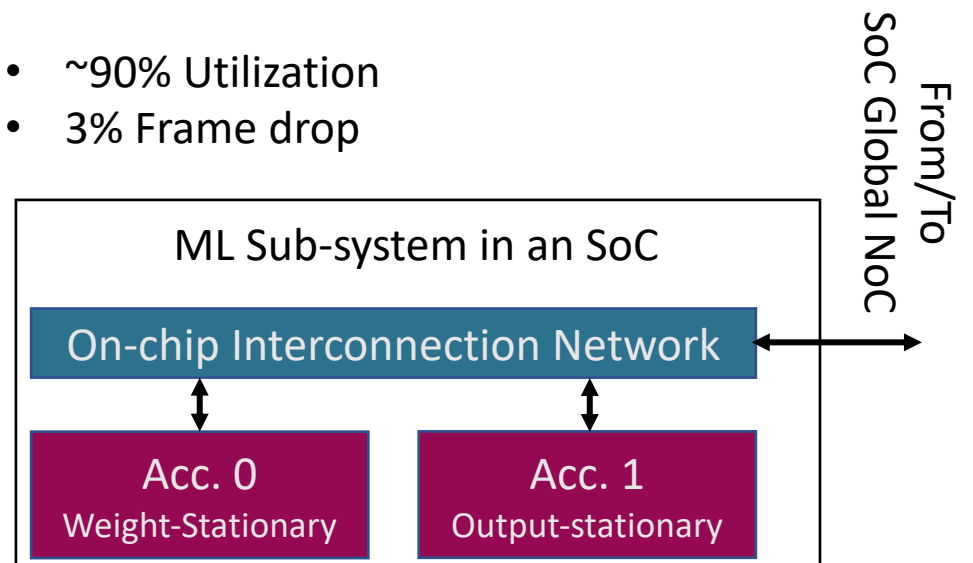 • ~90% Utilization
• 3% Frame drop
From/To
SoC Global NoC
ML Sub-system in an SoC
On-chip Interconnection Network
Acc. 0
Weight-Stationary
Acc. 1
Output-stationary